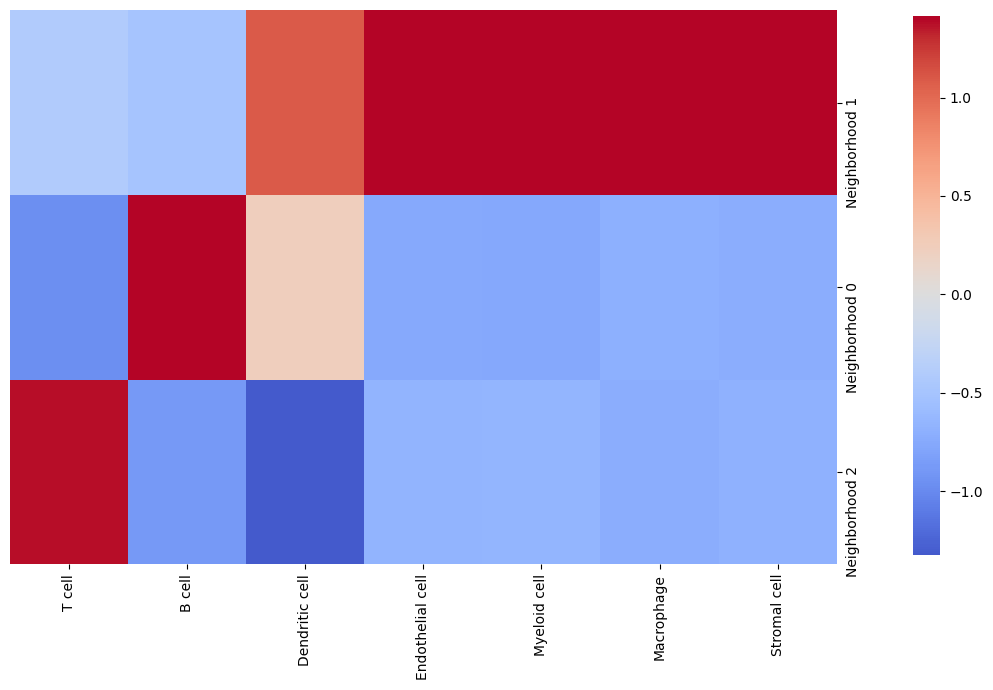 Neighborhood 1
Neighborhood 0
Neighborhood 2
T cell
B cell
Dendritic cell
Endothelial cell
Myeloid cell
Macrophage
Stromal cell
1.0
0.5
0.0
−0.5
−1.0